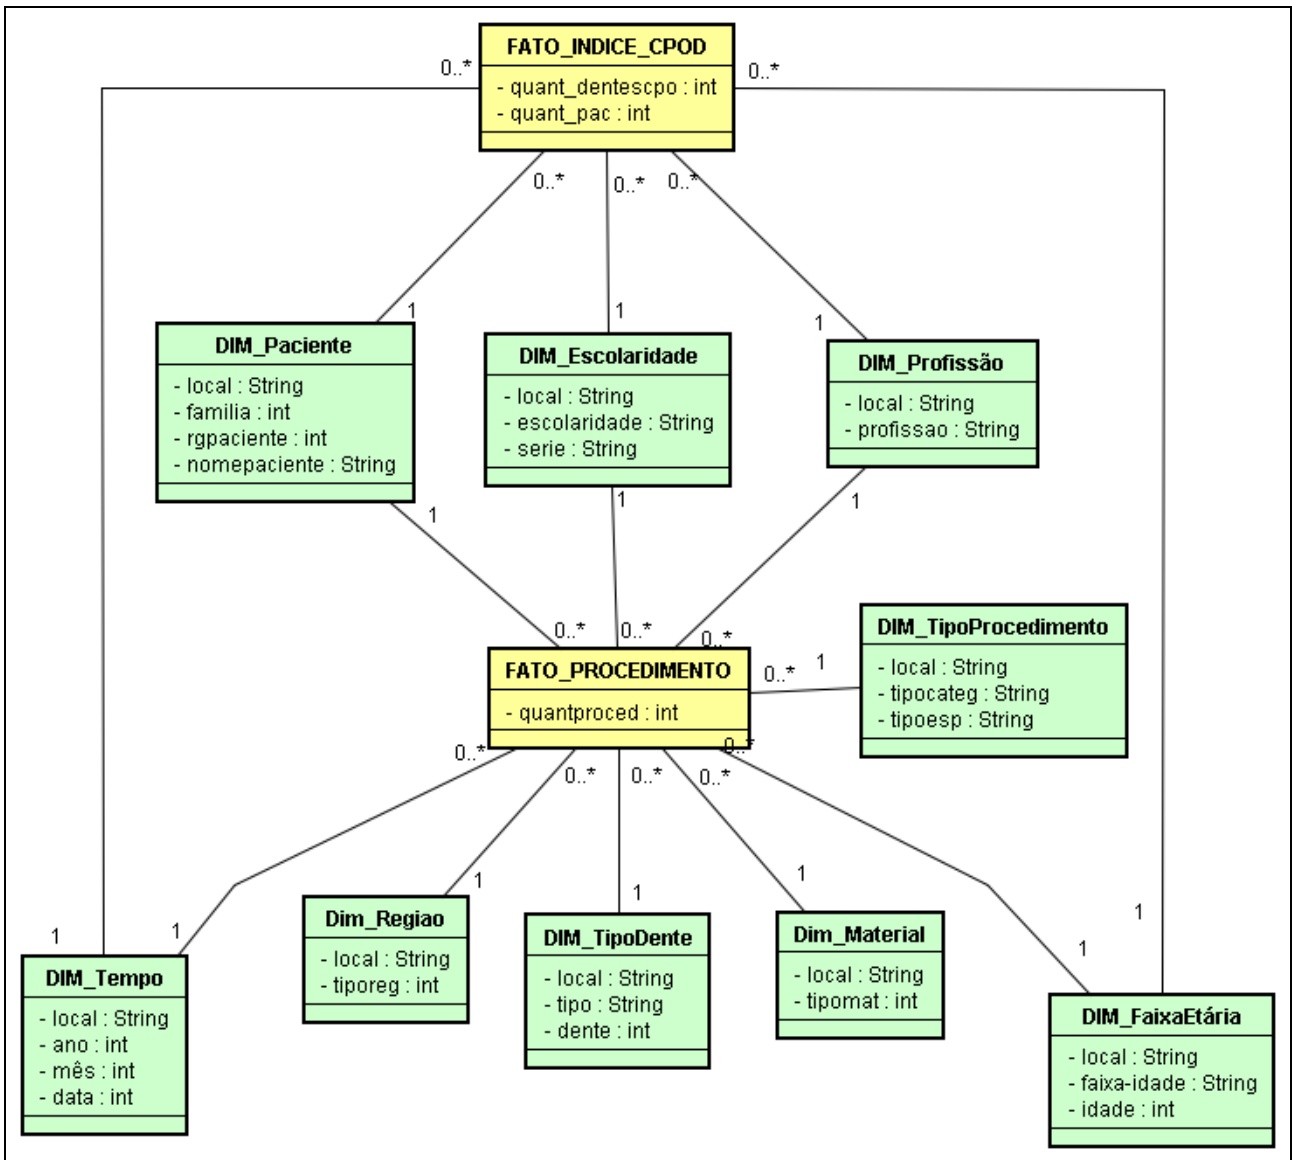 FATO_INDICE_CPOD
0..*
0..*
- quant_dentescpo : int
- quant_pac : int
0..*
0..*
0..*
1
1
1
DIM_Paciente
- local : String
- familia : int
- rgpaciente : int
- nomepaciente : String
DIM_Escolaridade
- local : String
- escolaridade : String
- serie : String
DIM_Profissão
- local : String
- profissao : String
1
1
1
0..*
0..*
0..*
DIM_TipoProcedimento
- local : String
- tipocateg : String
- tipoesp : String
FATO_PROCEDIMENTO
- quantproced : int
0..*
1
0..*
0..*
0..*
0..*
0..*
1
1
1
1
1
1
1
DIM_Tempo
- local : String
- ano : int
- mês : int
- data : int
Dim_Regiao
- local : String
- tiporeg : int
DIM_TipoDente
- local : String
- tipo : String
- dente : int
Dim_Material
- local : String
- tipomat : int
DIM_FaixaEtária
- local : String
- faixa-idade : String
- idade : int